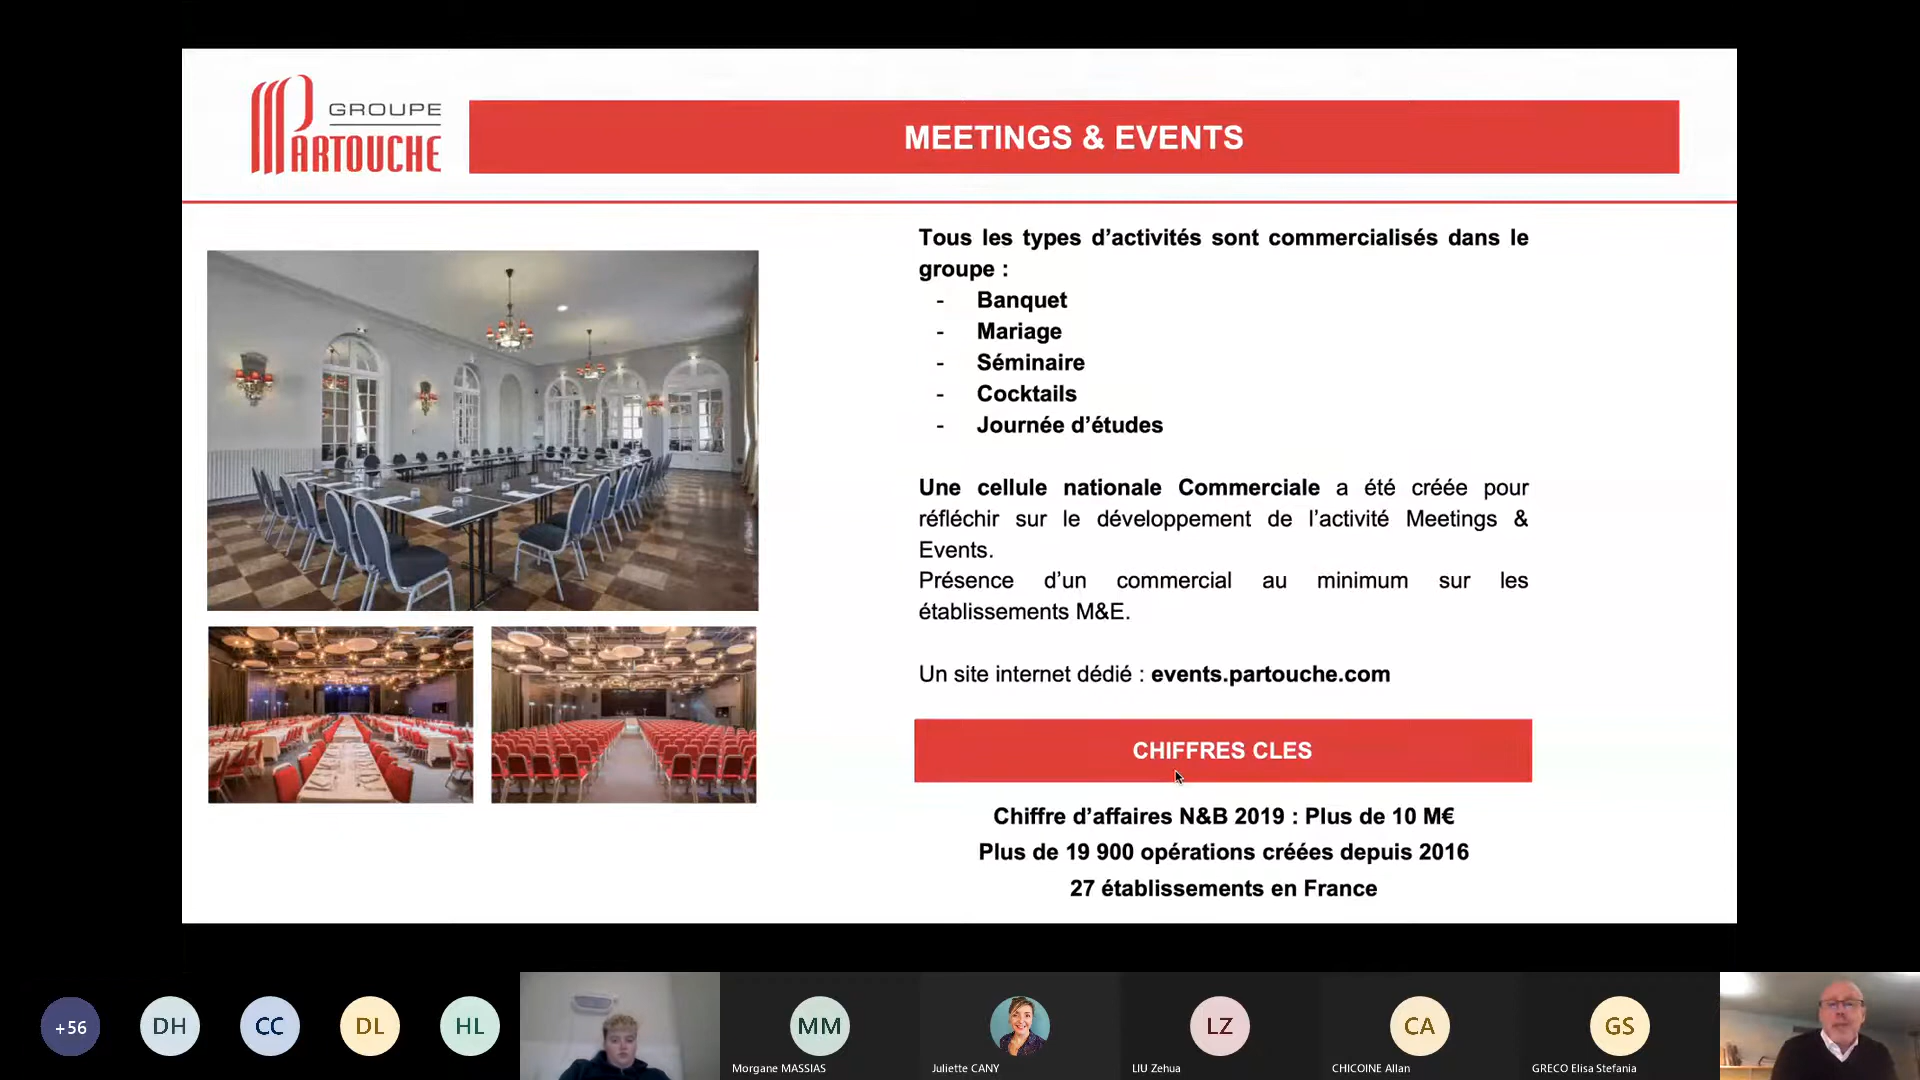 GROUPE
PARTOUCHE
MEETINGS & EVENTS
Tous les types d’activités sont commercialisés dans le
groupe :
- Banquet
- Mariage
- Séminaire
- Cocktails
- Journée d’études
Une cellule nationale Commerciale a été créée pour
réfléchir sur le développement de l’activité Meetings &
Events.
Présence d’un commercial au minimum sur les
établissements M&E.
Un site internet dédié : events.partouche.com
CHIFFRES CLES
Chiffre d’affaires N&B 2019 : Plus de 10 M€
Plus de 19 900 opérations créées depuis 2016
27 établissements en France
+56
DH
CC
DL
HL
MM
LZ
CA
GS
Morgane MASSIAS
Juliette CANY
LIU Zehua
CHICOINE Allan
GRECO Elisa Stefania